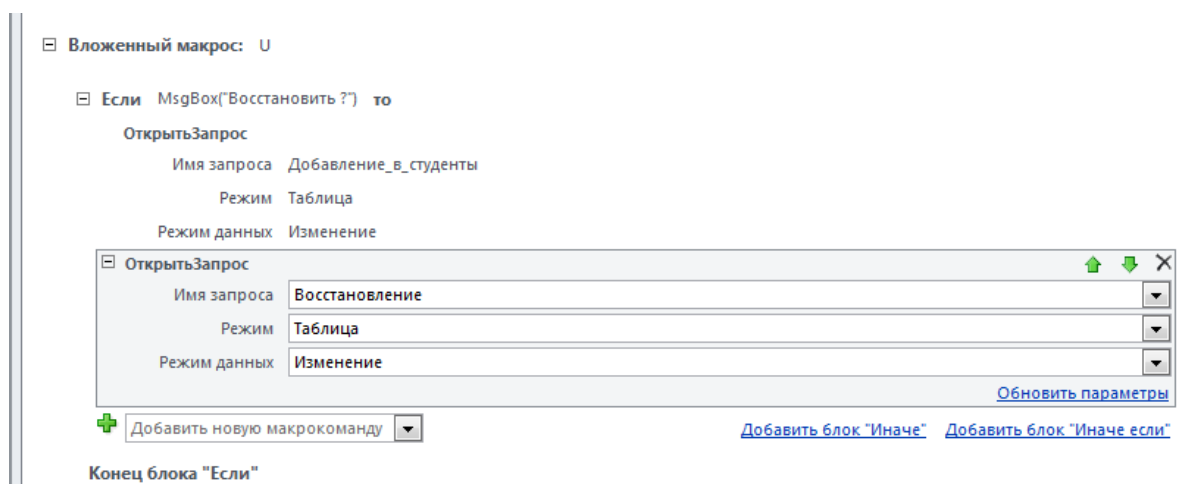 Вложенный макрос: U
Если MsgBox("Восстановить ?") то
ОткрытьЗапрос
Имя запроса Добавление_в_студенты
Режим Таблица
Режим данных Изменение
ОткрытьЗапрос
Имя запроса Восстановление
Режим Таблица
Режим данных Изменение
Обновить параметры
Добавить новую макрокоманду Добавить блок "Иначе" Добавить блок "Иначе если"
Конец блока "Если"